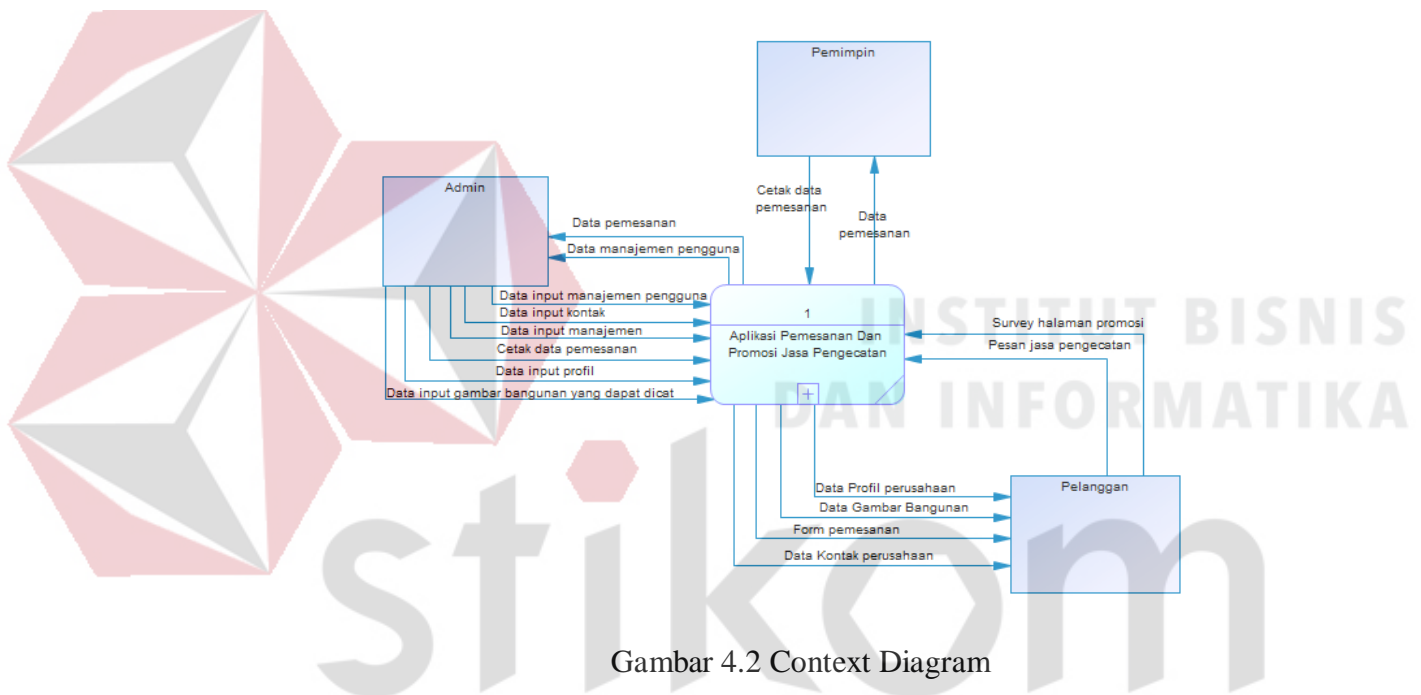 Pemimpin
Admin
Cetak data
pemesanan
Data
pemesanan
Data pemesanan
Data manajemen pengguna
Data input manajemen pengguna
Data input kontak
Data input manajemen
Cetak data pemesanan
Data input profil
Data input gambar bangunan yang dapat dicat
1
Aplikasi Pemesanan Dan
Promosi Jasa Pengecatan
Survey halaman promosi
Pesan jasa pengecatan
INSTITUT BISNIS
DAN INFORMATIKA
Data Profil perusahaan
Data Gambar Bangunan
Form pemesanan
Data Kontak perusahaan
Pelanggan
stikom
Gambar 4.2 Context Diagram